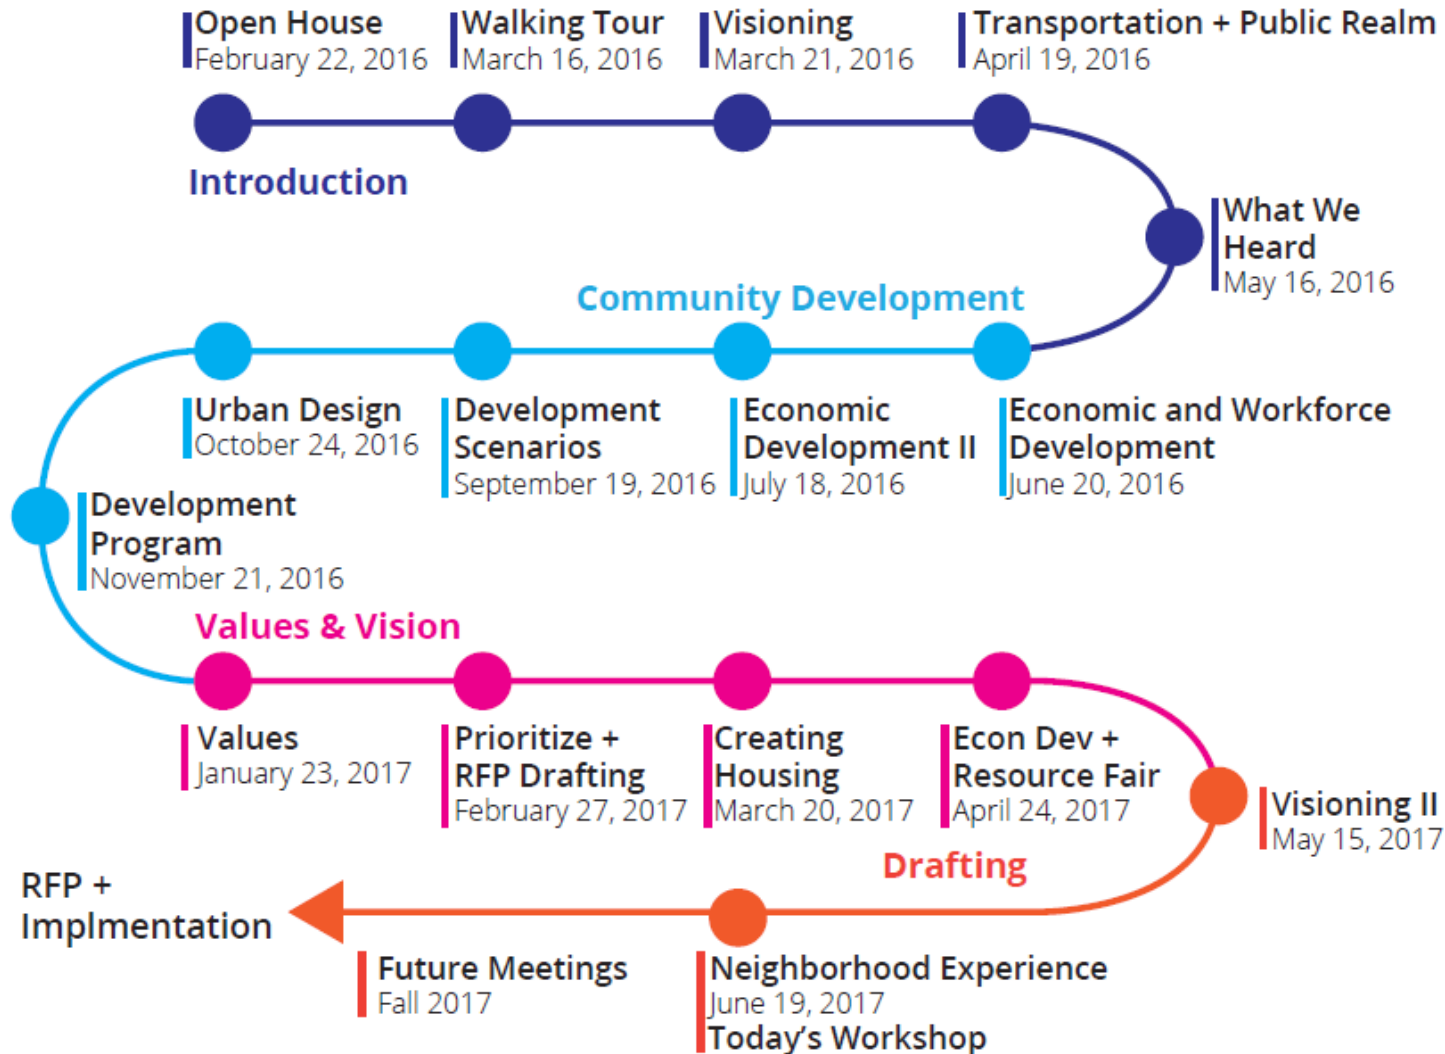 Open House
February 22, 2016
Walking Tour
March 16, 2016
Visioning
March 21, 2016
Transportation + Public Realm
April 19, 2016
Introduction
What We
Heard
May 16, 2016
Community Development
Urban Design
October 24, 2016
Development
Scenarios
September 19, 2016
Economic
Development II
July 18, 2016
Economic and Workforce
Development
June 20, 2016
Development
Program
November 21, 2016
Values & Vision
Values
January 23, 2017
Prioritize +
RFP Drafting
February 27, 2017
Creating
Housing
March 20, 2017
Econ Dev +
Resource Fair
April 24, 2017
Visioning II
May 15, 2017
Drafting
RFP +
Implmentation
Future Meetings
Fall 2017
Neighborhood Experience
June 19, 2017
Today’s Workshop